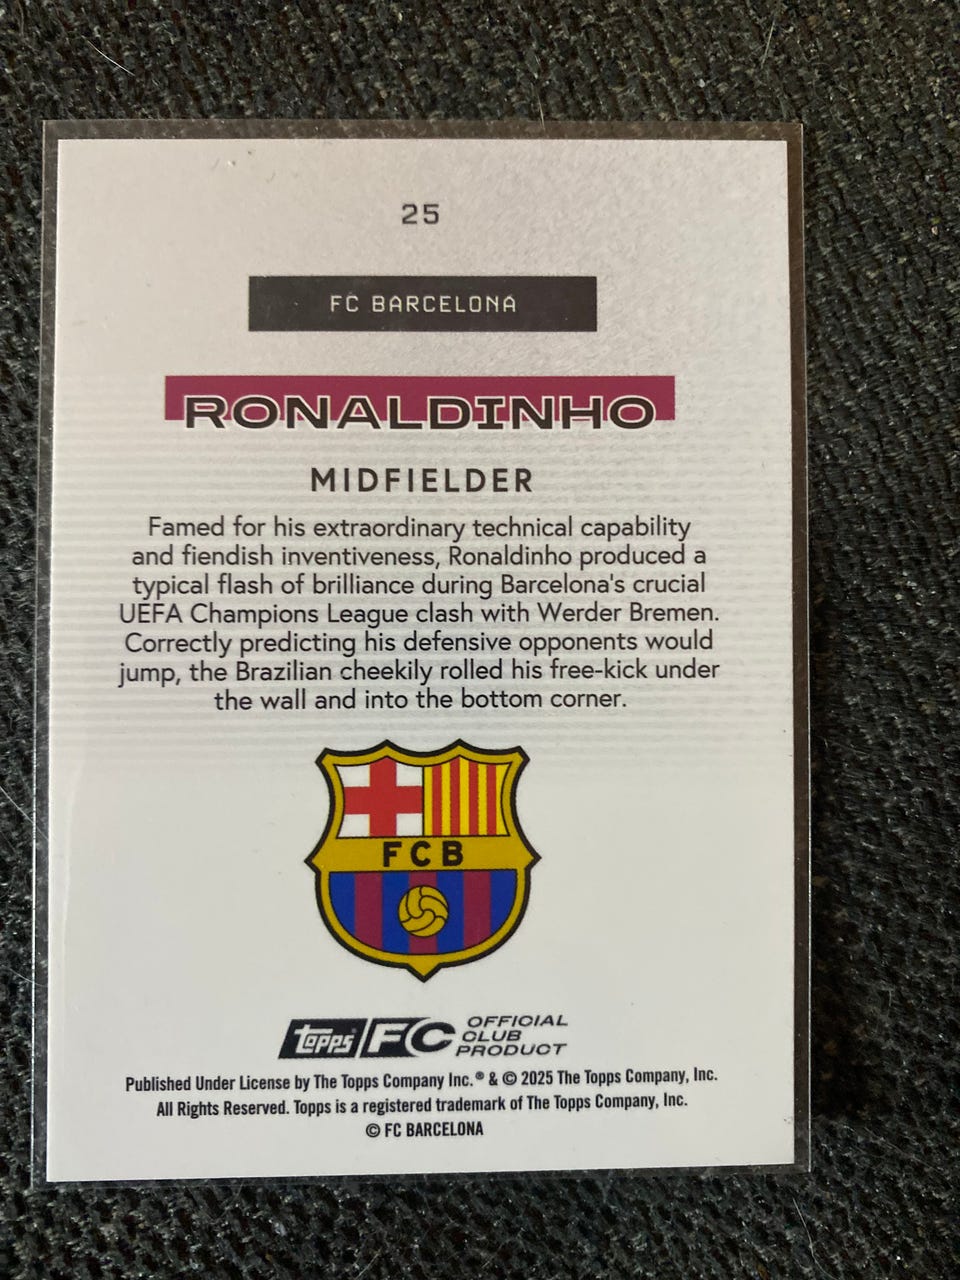 25
FC BARCELONA
RONALDINHO
MIDFIELDER
Famed for his extraordinary technical capability
and fiendish inventiveness, Ronaldinho produced a
typical flash of brilliance during Barcelona's crucial
UEFA Champions League clash with Werder Bremen.
Correctly predicting his defensive opponents would
jump, the Brazilian cheekily rolled his free-kick under
the wall and into the bottom corner.
FCB
Topps FC OFFICIAL
CLUB
PRODUCT
Published Under License by The Topps Company Inc.® & © 2025 The Topps Company, Inc.
All Rights Reserved. Topps is a registered trademark of The Topps Company, Inc.
© FC BARCELONA